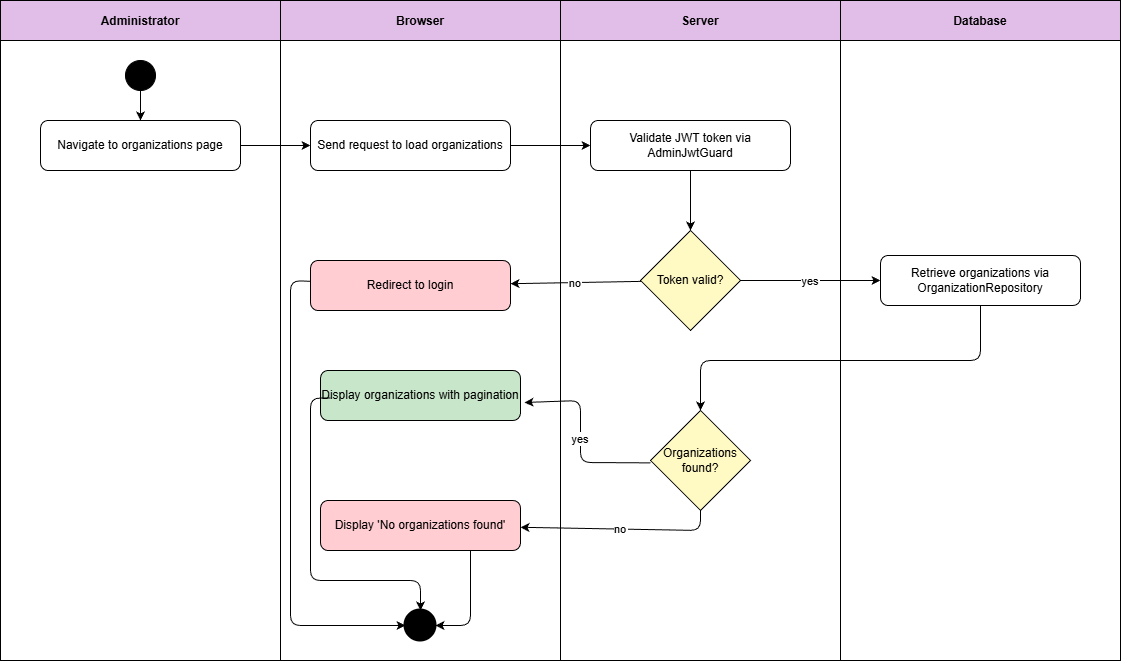 Administrator
Browser
Server
Database
Navigate to organizations page
Send request to load organizations
Validate JWT token via
AdminJwtGuard
Redirect to login
no
Token valid?
yes
Retrieve organizations via
OrganizationRepository
Display organizations with pagination
yes
Organizations
found?
Display 'No organizations found'
no